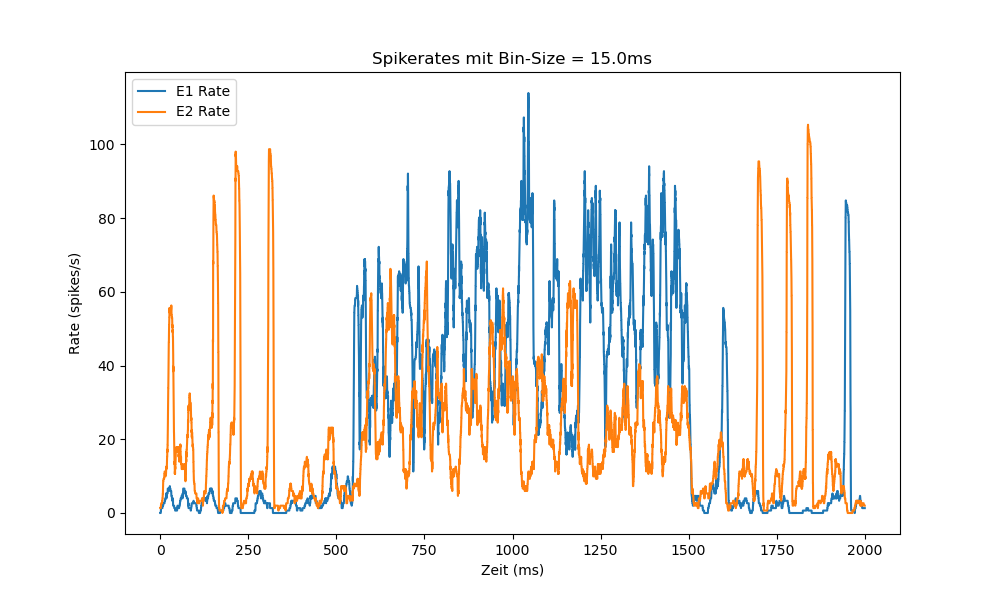 Spikerates mit Bin-Size = 15.0ms
E1 Rate
E2 Rate
Rate (spikes/s)
100
80
60
40
20
0
0 250 500 750 1000 1250 1500 1750 2000
Zeit (ms)